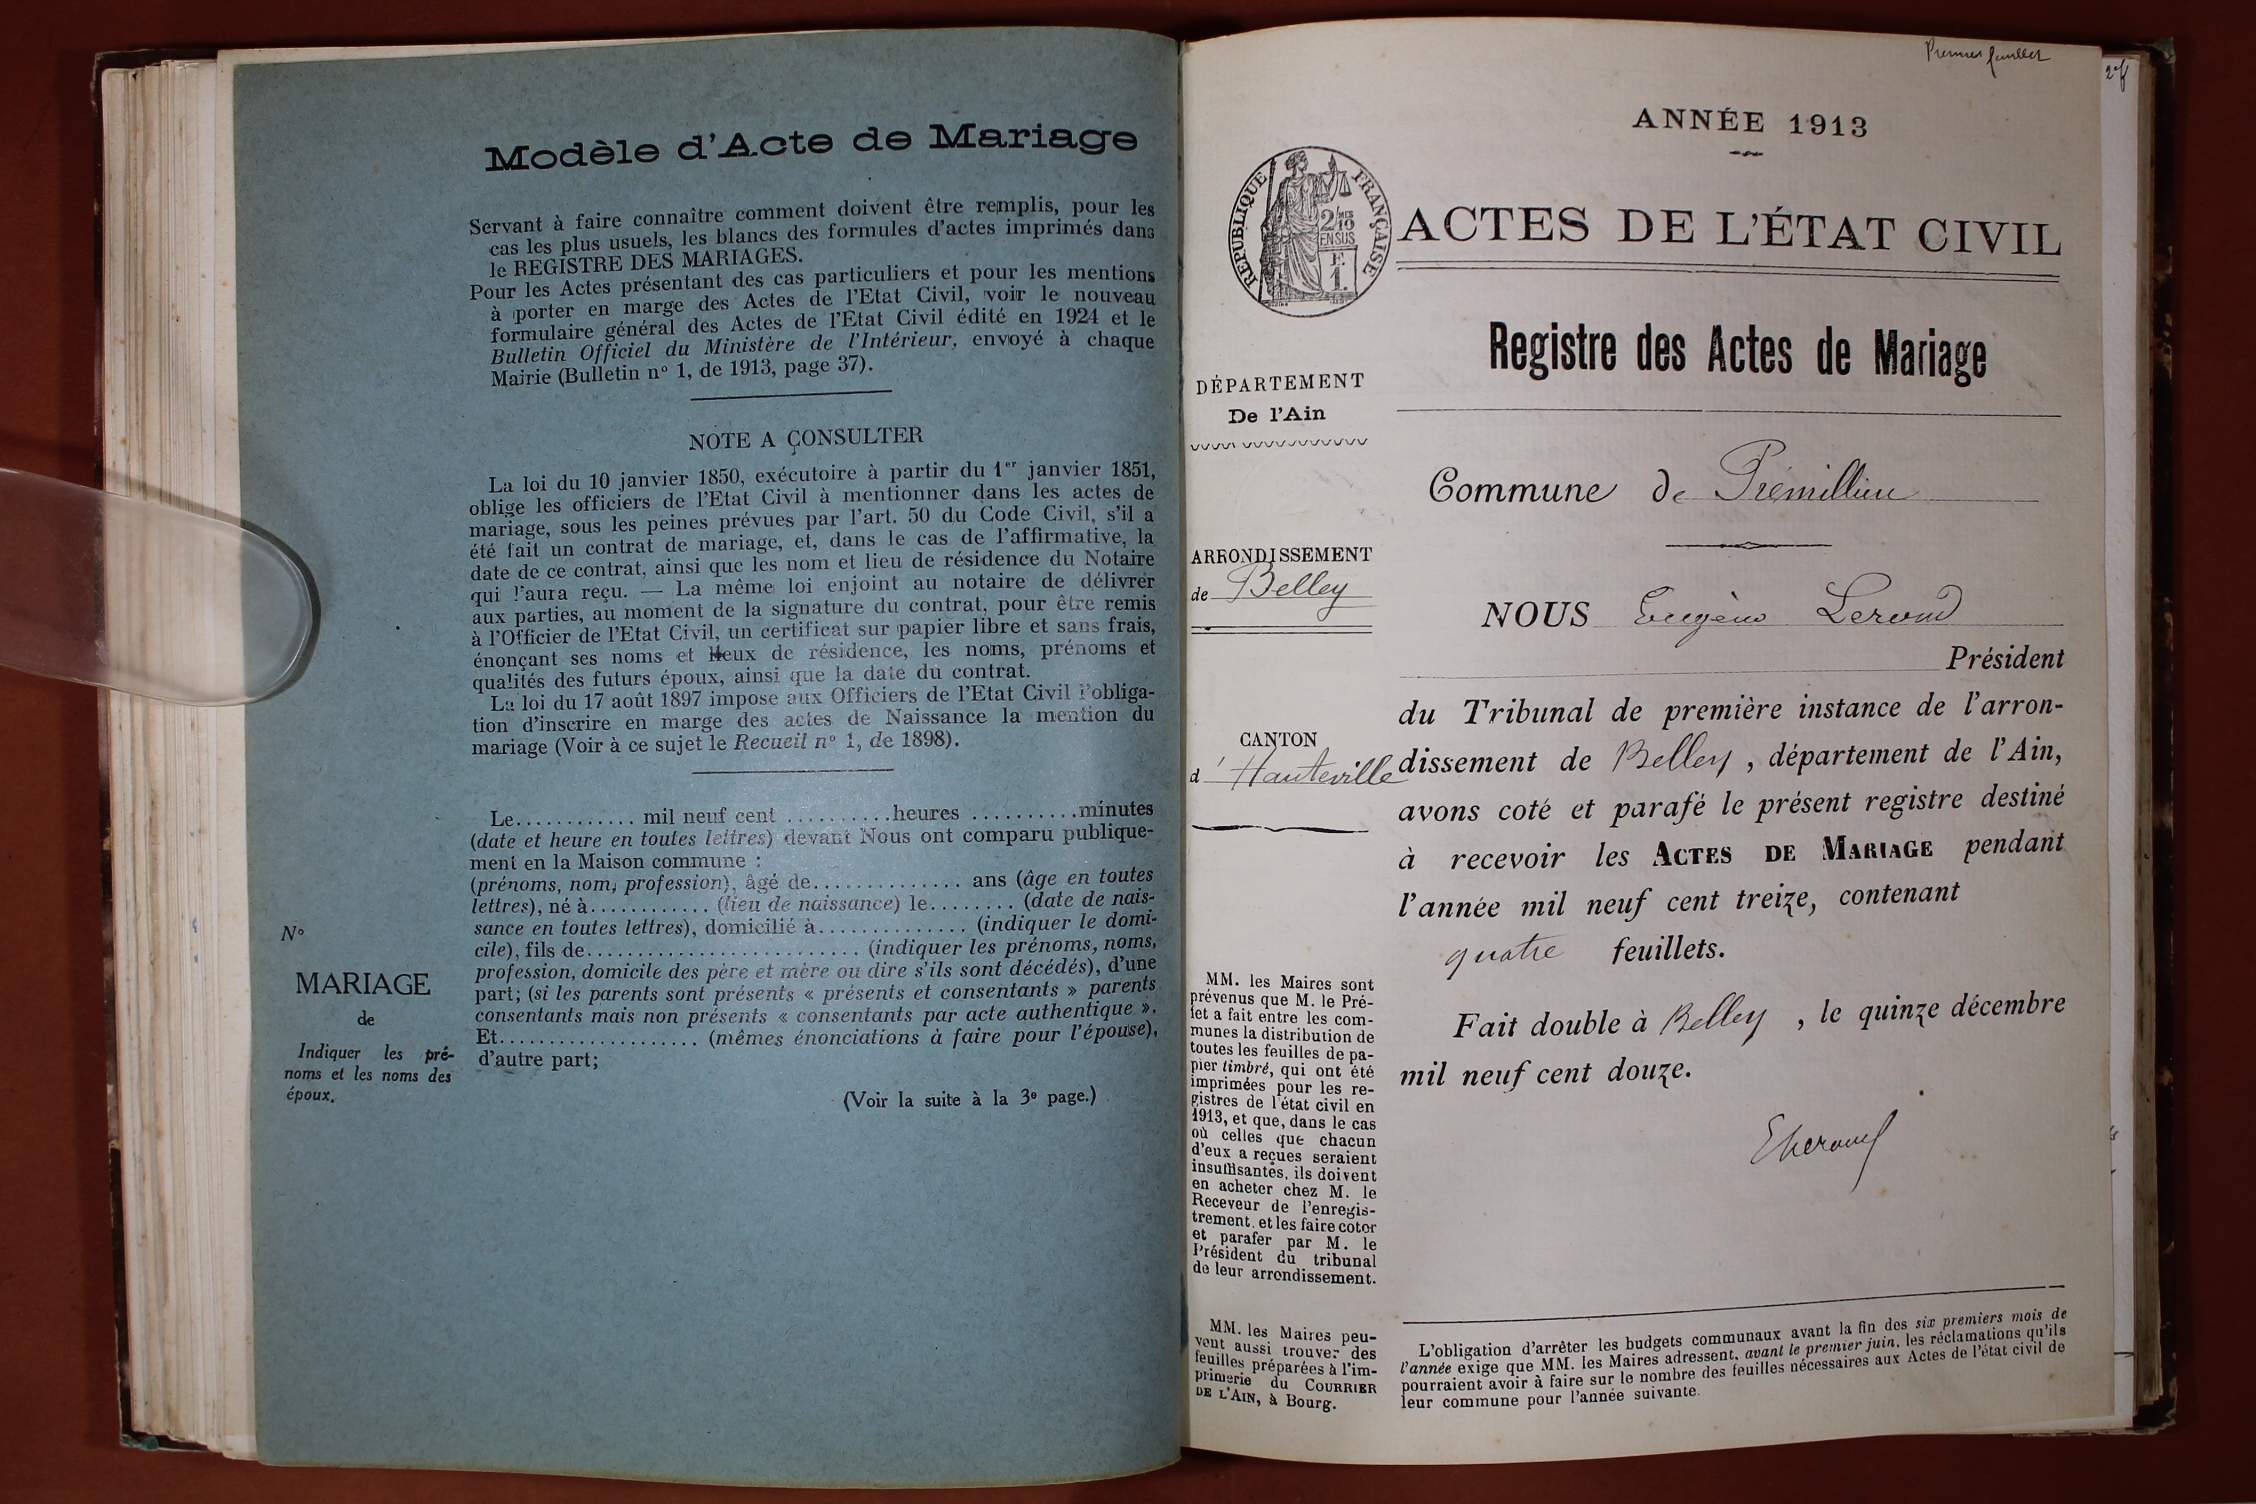 Modèle d'Acte de Mariage
Servant à faire connaître comment doivent être remplis, pour les
cas les plus usuels, les blancs des formules d'actes imprimés dans
le REGISTRE DES MARIAGES.
Pour les Actes présentant des cas particuliers et pour les mentions
à porter en marge des Actes de l'Etat Civil, voir le nouveau
formulaire général des Actes de l'Etat Civil édité en 1924 et le
Bulletin Officiel du Ministère de l'Intérieur, envoyé à chaque
Mairie (Bulletin nº 1, de 1913, page 37).
NOTE A CONSULTER
La loi du 10 janvier 1850, exécutoire à partir du 1er janvier 1851,
oblige les officiers de l'Etat Civil à mentionner dans les actes de
mariage, sous les peines prévues par l'art. 50 du Code Civil, s'il a
été fait un contrat de mariage, et, dans le cas de l'affirmative, la
date de ce contrat, ainsi que les nom et lieu de résidence du Notaire
qui l'aura reçu. — La même loi enjoint au notaire de délivrer
aux parties, au moment de la signature du contrat, pour être remis
à l'Officier de l'Etat Civil, un certificat sur papier libre et sans frais,
énonçant ses noms et lieux de résidence, les noms, prénoms et
qualités des futurs époux, ainsi que la date du contrat.
La loi du 17 août 1897 impose aux Officiers de l'Etat Civil l'obliga-
tion d'inscrire en marge des actes de Naissance la mention du
mariage (Voir à ce sujet le Recueil nº 1, de 1898).
Le............ mil neuf cent ..........heures ..........minutes
(date et heure en toutes lettres) devant Nous ont comparu publique-
ment en la Maison commune :
(prénoms, nom, profession), âgé de.............. ans (âge en toutes
lettres), né à............ (lieu de naissance) le........ (date de nais-
sance en toutes lettres), domicilié à.............. (indiquer le domi-
cile), fils de.......................... (indiquer les prénoms, noms,
profession, domicile des père et mère ou dire s'ils sont décédés), d'une
part; (si les parents sont présents « présents et consentants » parents
consentants mais non présents « consentants par acte authentique ».
Et.................... (mêmes énonciations à faire pour l'épouse),
d'autre part;
(Voir la suite à la 3e page.)
Nº
MARIAGE
de
Indiquer les pré-
noms et les noms des
époux.
Premier feuillet
2 f
ANNÉE 1913
RÉPUBLIQUE FRANÇAISE
2/10
EN SUS
F.
1.
ACTES DE L'ÉTAT CIVIL
Registre des Actes de Mariage
DÉPARTEMENT
De l'Ain
ARRONDISSEMENT
de Belley
CANTON
d'Hauteville
MM. les Maires sont
prévenus que M. le Pré-
fet a fait entre les com-
munes la distribution de
toutes les feuilles de pa-
pier timbré, qui ont été
imprimées pour les re-
gistres de l'état civil en
1913, et que, dans le cas
où celles que chacun
d'eux a reçues seraient
insuffisantes, ils doivent
en acheter chez M. le
Receveur de l'enregis-
trement, et les faire coter
et parafer par M. le
Président du tribunal
de leur arrondissement.
MM. les Maires peu-
vent aussi trouver des
feuilles préparées à l'im-
primerie du COURRIER
DE L'AIN, à Bourg.
Commune de Prémillieu
NOUS Eugène Lerond
Président
du Tribunal de première instance de l'arron-
dissement de Belley, département de l'Ain,
avons coté et parafé le présent registre destiné
à recevoir les ACTES DE MARIAGE pendant
l'année mil neuf cent treize, contenant
quatre feuillets.
Fait double à Belley, le quinze décembre
mil neuf cent douze.
L'obligation d'arrêter les budgets communaux avant la fin des six premiers mois de
l'année exige que MM. les Maires adressent, avant le premier juin, les réclamations qu'ils
pourraient avoir à faire sur le nombre des feuilles nécessaires aux Actes de l'état civil de
leur commune pour l'année suivante.